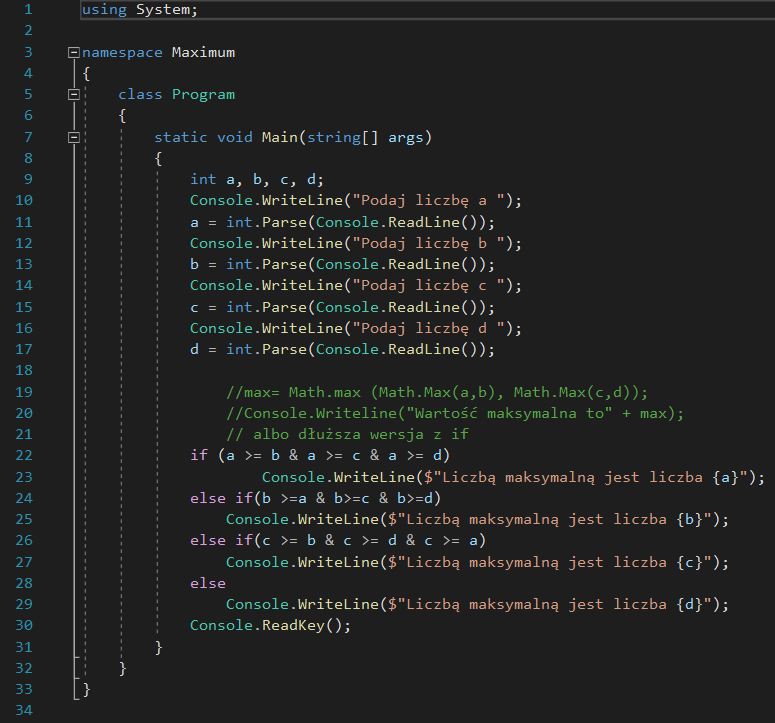 1 using System;
2
3 namespace Maximum
4 {
5 class Program
6 {
7 static void Main(string[] args)
8 {
9 int a, b, c, d;
10 Console.WriteLine("Podaj liczbę a ");
11 a = int.Parse(Console.ReadLine());
12 Console.WriteLine("Podaj liczbę b ");
13 b = int.Parse(Console.ReadLine());
14 Console.WriteLine("Podaj liczbę c ");
15 c = int.Parse(Console.ReadLine());
16 Console.WriteLine("Podaj liczbę d ");
17 d = int.Parse(Console.ReadLine());
18
19 //max= Math.max (Math.Max(a,b), Math.Max(c,d));
20 //Console.Writeline("Wartość maksymalna to" + max);
21 // albo dłuższa wersja z if
22 if (a >= b & a >= c & a >= d)
23 Console.WriteLine($"Liczbą maksymalną jest liczba {a}");
24 else if(b >=a & b>=c & b>=d)
25 Console.WriteLine($"Liczbą maksymalną jest liczba {b}");
26 else if(c >= b & c >= d & c >= a)
27 Console.WriteLine($"Liczbą maksymalną jest liczba {c}");
28 else
29 Console.WriteLine($"Liczbą maksymalną jest liczba {d}");
30 Console.ReadKey();
31 }
32 }
33 }
34